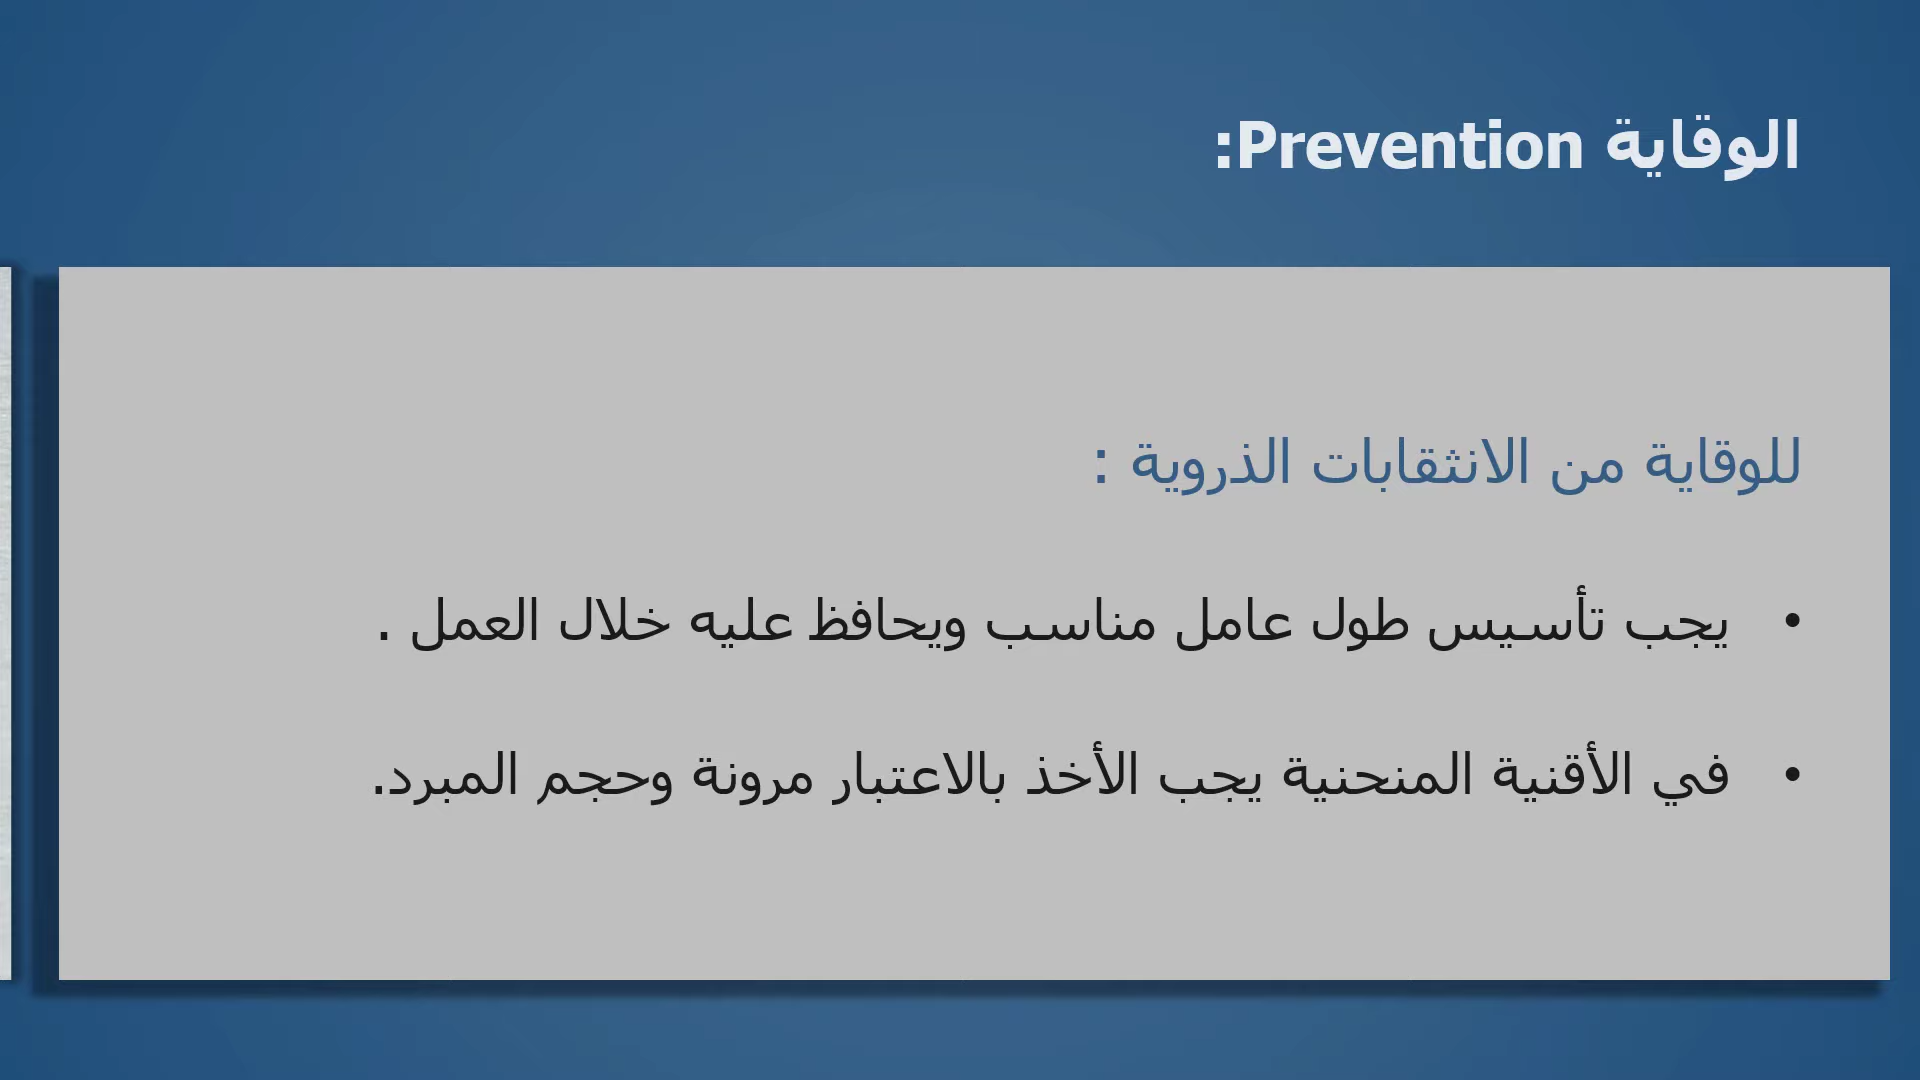 الوقاية Prevention:
للوقاية من الانثقابات الذروية :
• يجب تأسيس طول عامل مناسب ويحافظ عليه خلال العمل .
• في الأقنية المنحنية يجب الأخذ بالاعتبار مرونة وحجم المبرد.